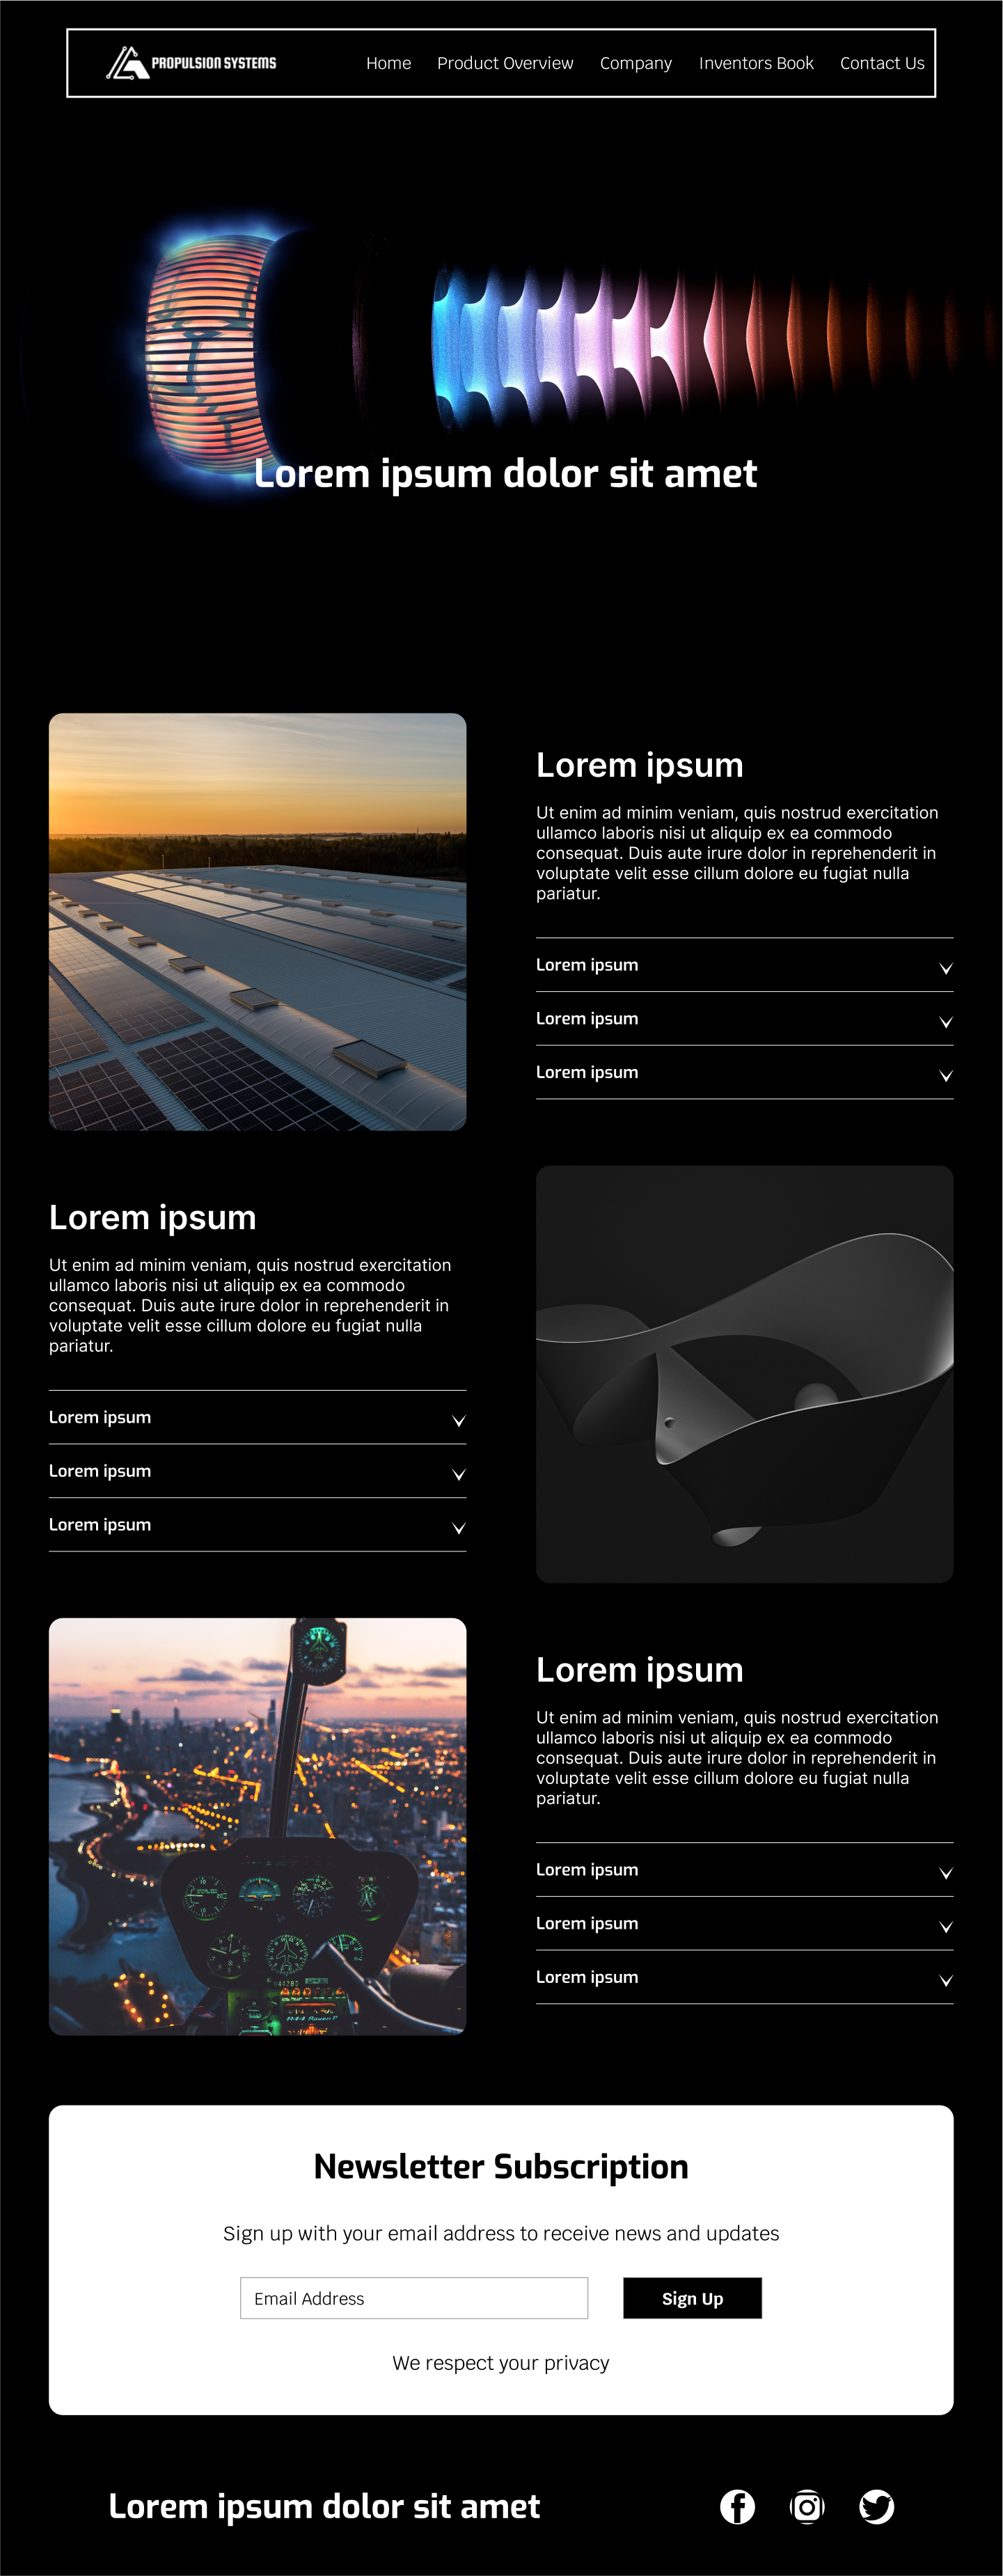 PROPULSION SYSTEMS
Home Product Overview Company Inventors Book Contact Us
Lorem ipsum dolor sit amet
Lorem ipsum
Ut enim ad minim veniam, quis nostrud exercitation
ullamco laboris nisi ut aliquip ex ea commodo
consequat. Duis aute irure dolor in reprehenderit in
voluptate velit esse cillum dolore eu fugiat nulla
pariatur.
Lorem ipsum
Lorem ipsum
Lorem ipsum
Lorem ipsum
Ut enim ad minim veniam, quis nostrud exercitation
ullamco laboris nisi ut aliquip ex ea commodo
consequat. Duis aute irure dolor in reprehenderit in
voluptate velit esse cillum dolore eu fugiat nulla
pariatur.
Lorem ipsum
Lorem ipsum
Lorem ipsum
Lorem ipsum
Ut enim ad minim veniam, quis nostrud exercitation
ullamco laboris nisi ut aliquip ex ea commodo
consequat. Duis aute irure dolor in reprehenderit in
voluptate velit esse cillum dolore eu fugiat nulla
pariatur.
Lorem ipsum
Lorem ipsum
Lorem ipsum
R44 Raven II
Newsletter Subscription
Sign up with your email address to receive news and updates
Email Address
Sign Up
We respect your privacy
Lorem ipsum dolor sit amet